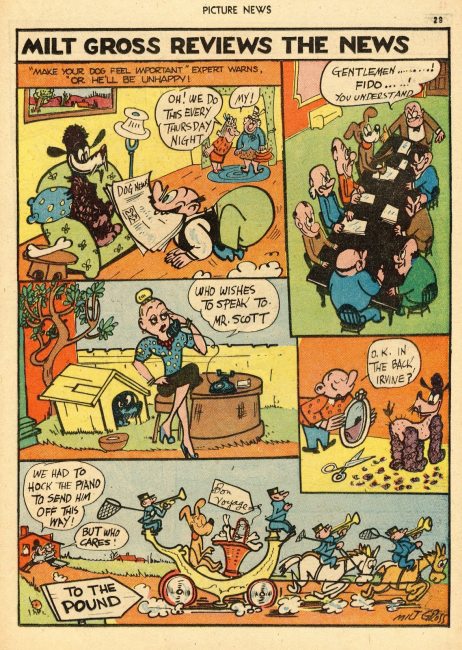 PICTURE NEWS
29
MILT GROSS REVIEWS THE NEWS
"MAKE YOUR DOG FEEL IMPORTANT" EXPERT WARNS,
"OR HE'LL BE UNHAPPY!
OH! WE DO
THIS EVERY
THURSDAY
NIGHT
MY!
DOG NEWS
GENTLEMEN.........!
FIDO.......!
YOU UNDERSTAND
WHO WISHES
TO SPEAK TO-
MR. SCOTT
O.K. IN
THE BACK,
IRVINE?
WE HAD TO
HOCK THE PIANO
TO SEND HIM
OFF THIS
WAY!
BUT WHO
CARES!
Bon
Voyage
TO THE
POUND
MILT GROSS